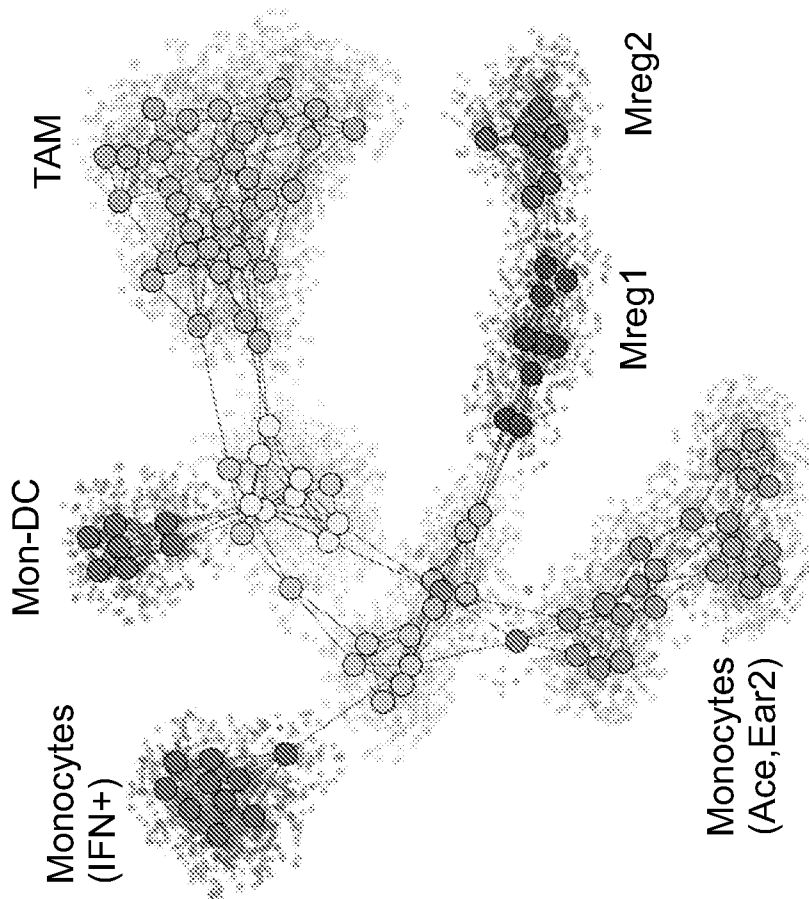 TAM
Mreg2
Mreg1
Mon-DC
Monocytes
(IFN+)
Monocytes
(Ace,Ear2)